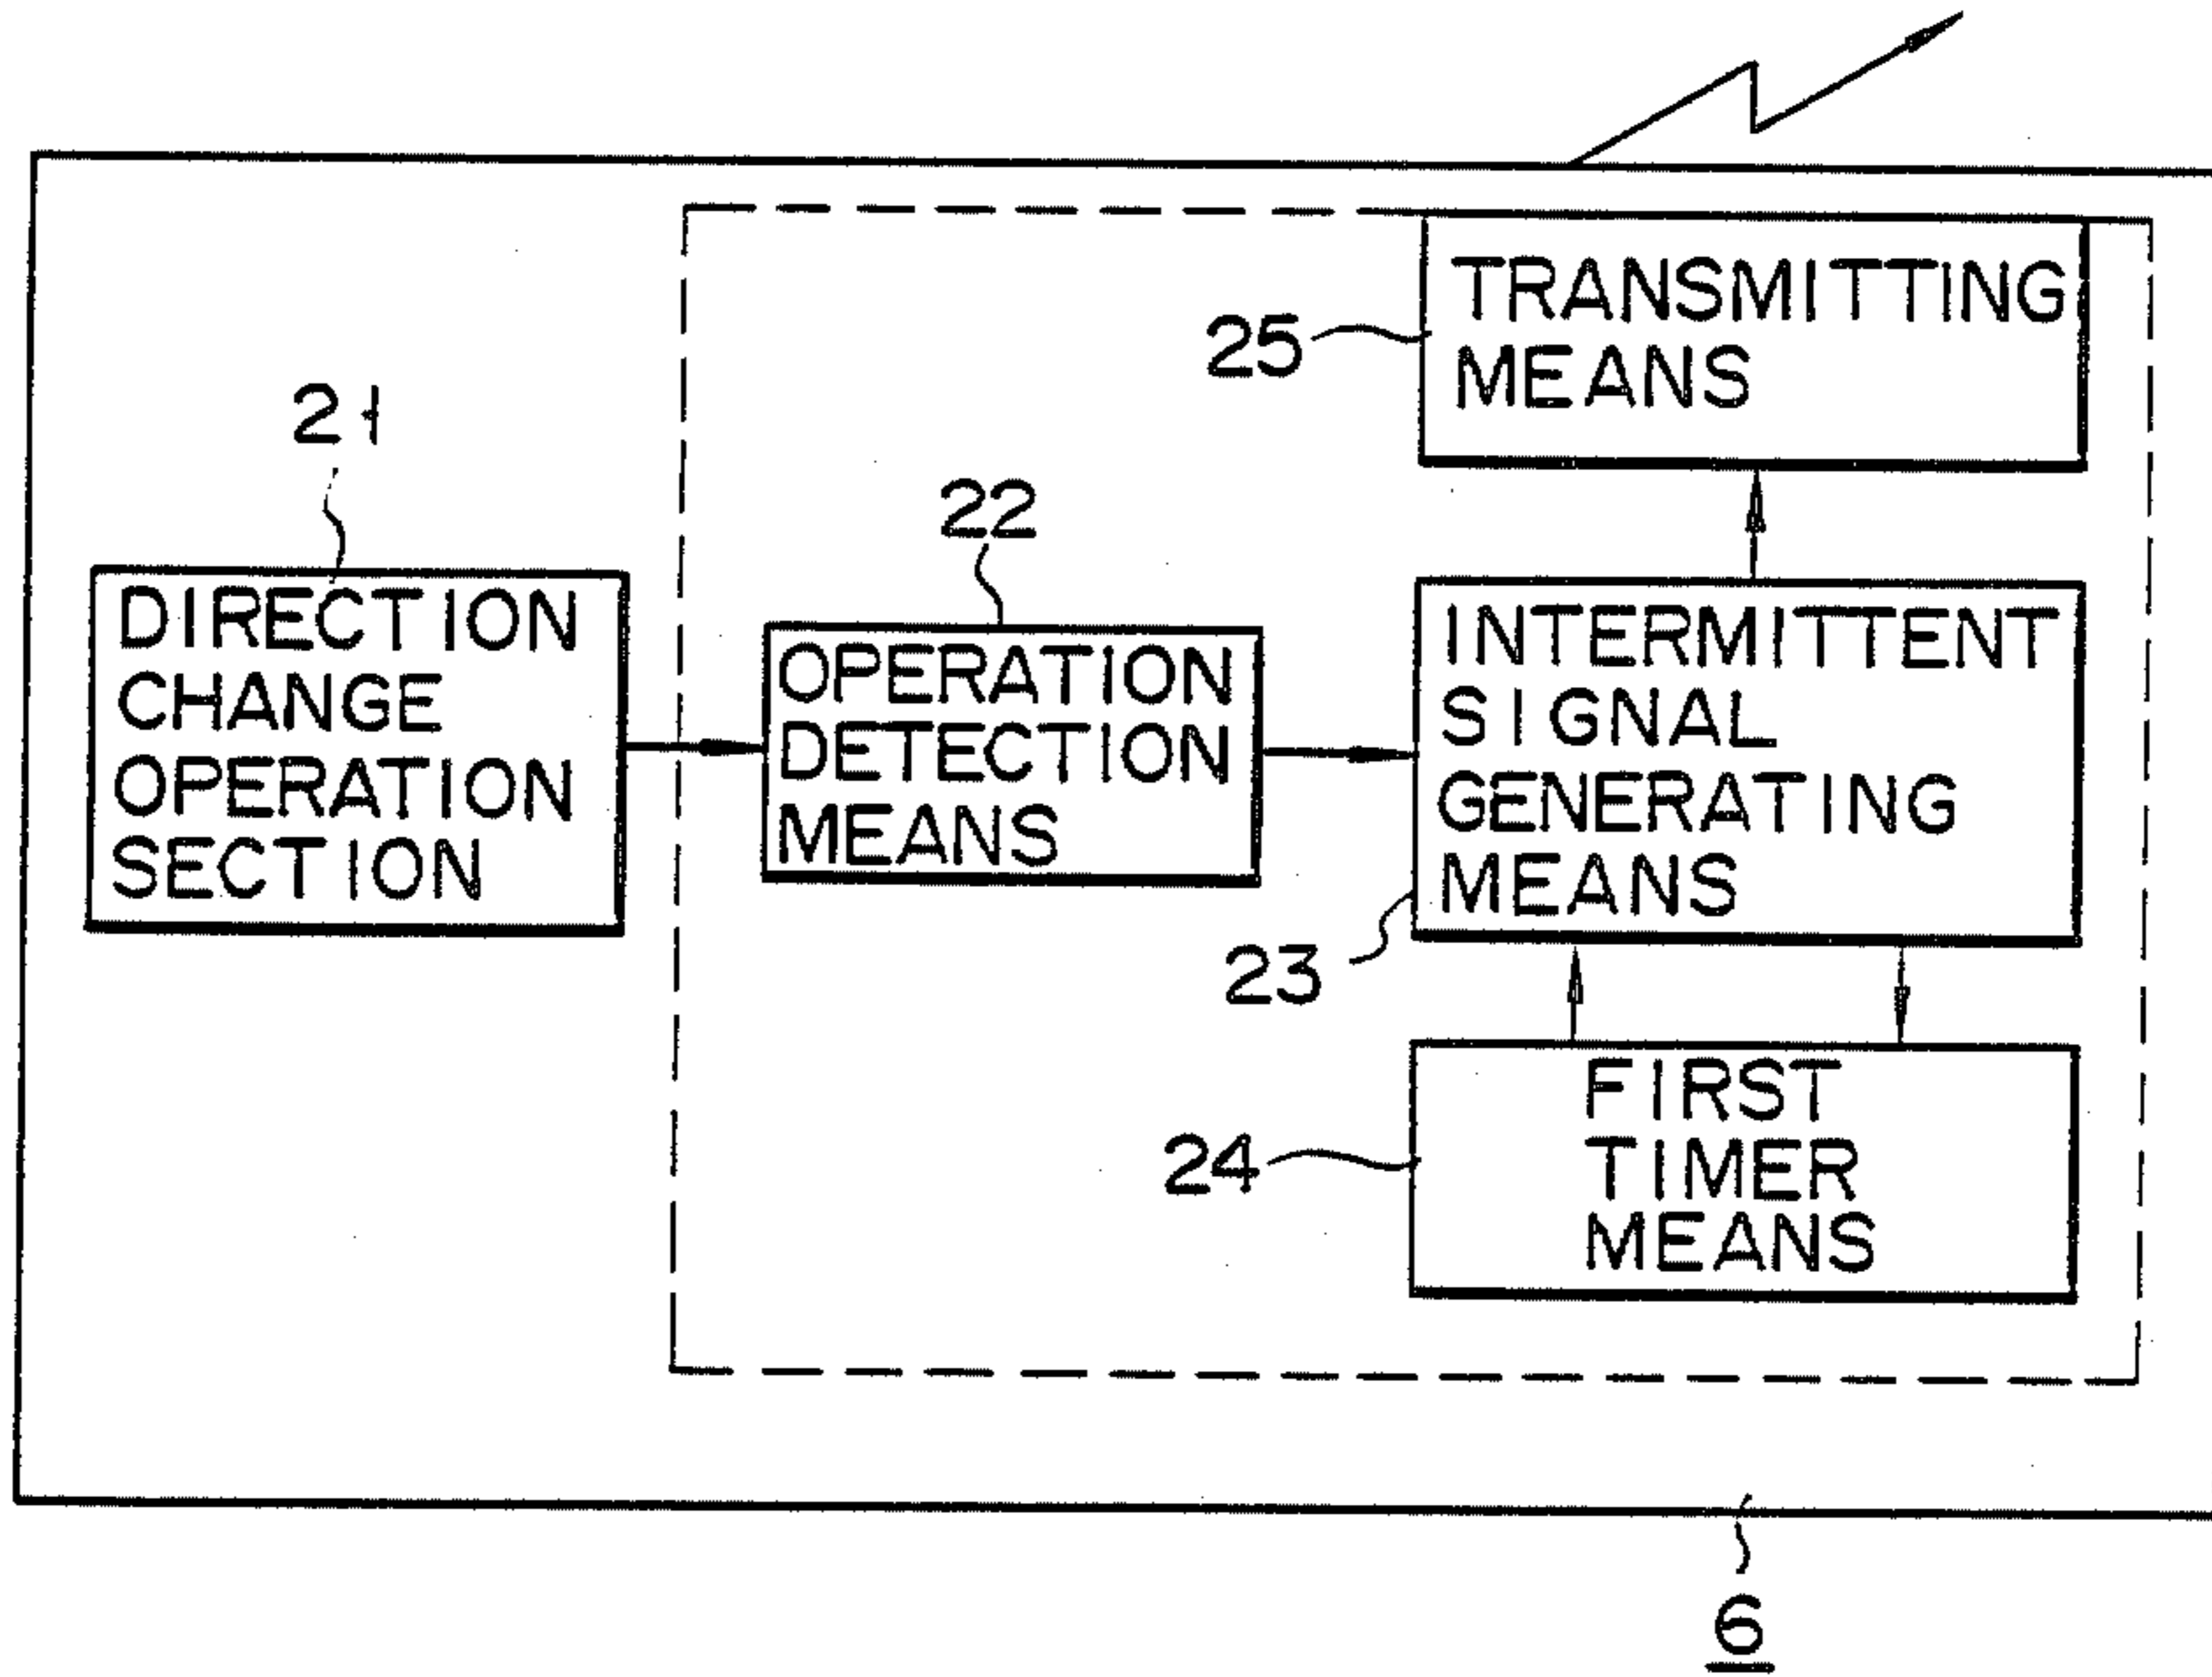 25
TRANSMITTING
MEANS
21
DIRECTION
CHANGE
OPERATION
SECTION
22
OPERATION
DETECTION
MEANS
INTERMITTENT
SIGNAL
GENERATING
MEANS
23
24
FIRST
TIMER
MEANS
6